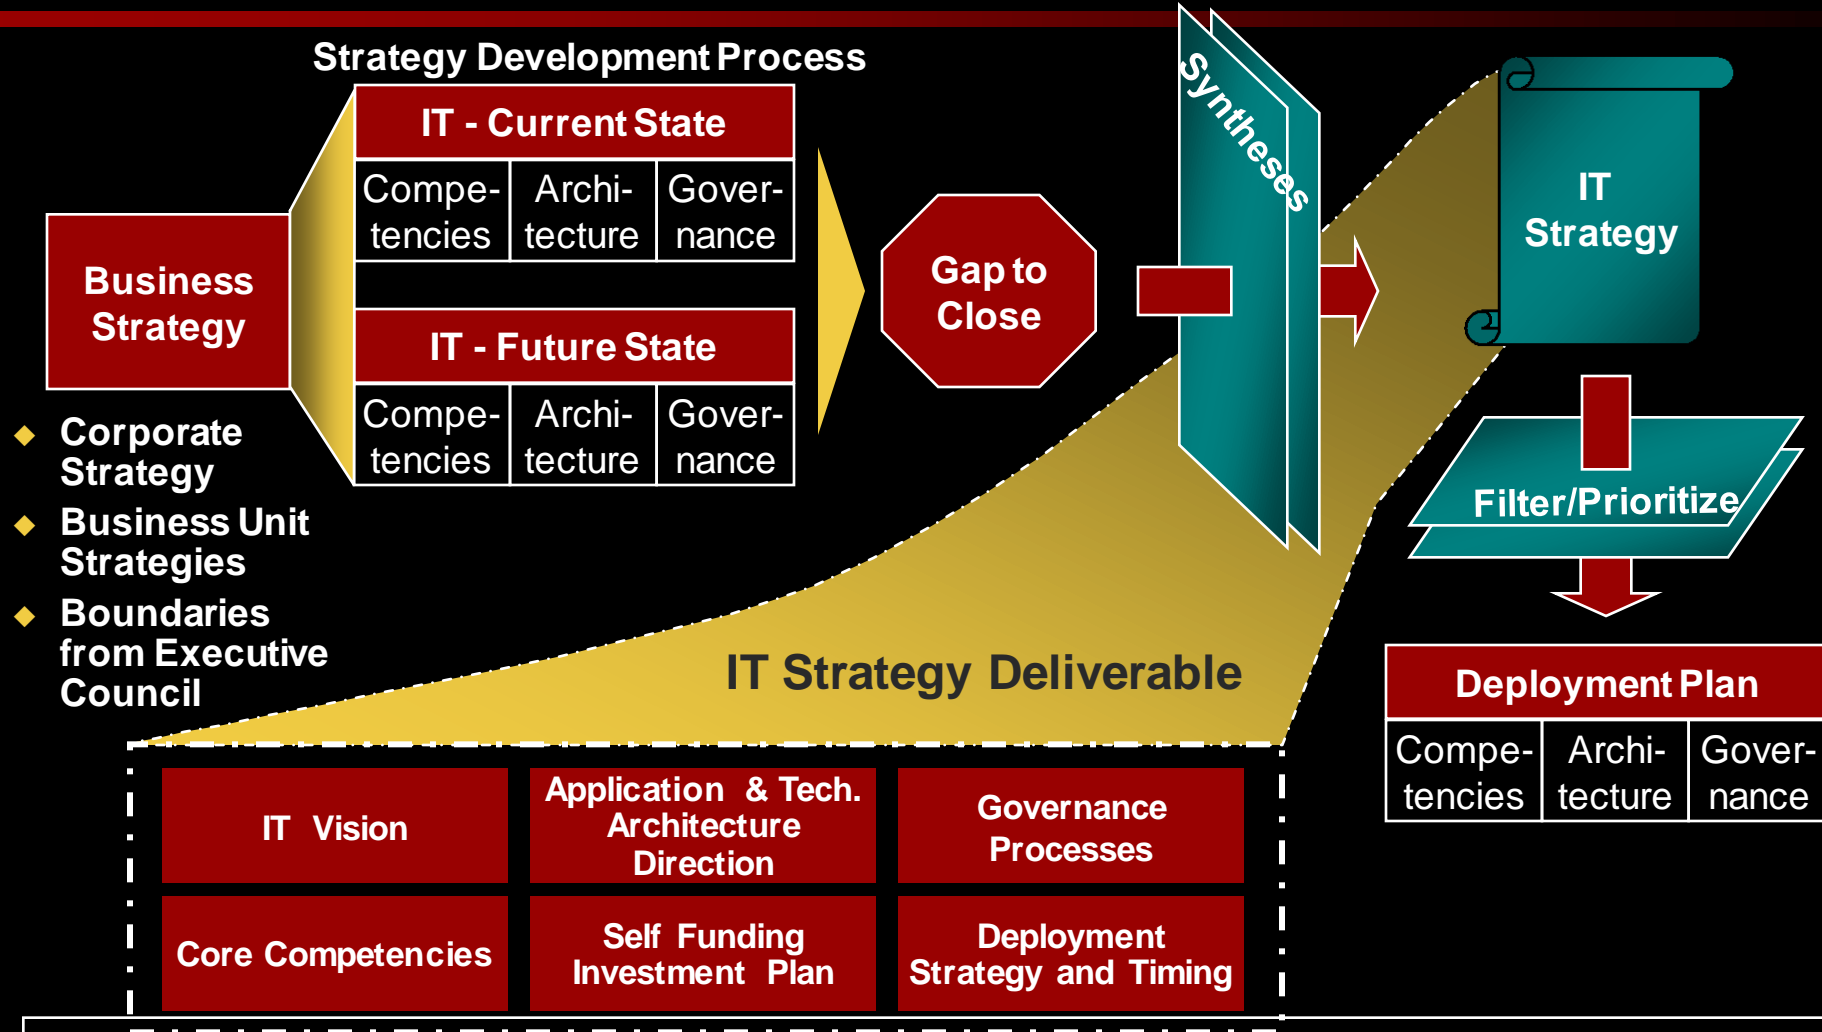 Strategy Development Process
IT - Current State
Compe-
tencies
Archi-
tecture
Gover-
nance
Business
Strategy
IT - Future State
Compe-
tencies
Archi-
tecture
Gover-
nance
Gap to
Close
Syntheses
IT
Strategy
Filter/Prioritize
Corporate
Strategy
Business Unit
Strategies
Boundaries
from Executive
Council
IT Strategy Deliverable
Deployment Plan
Compe-
tencies
Archi-
tecture
Gover-
nance
IT Vision
Application & Tech.
Architecture
Direction
Governance
Processes
Core Competencies
Self Funding
Investment Plan
Deployment
Strategy and Timing